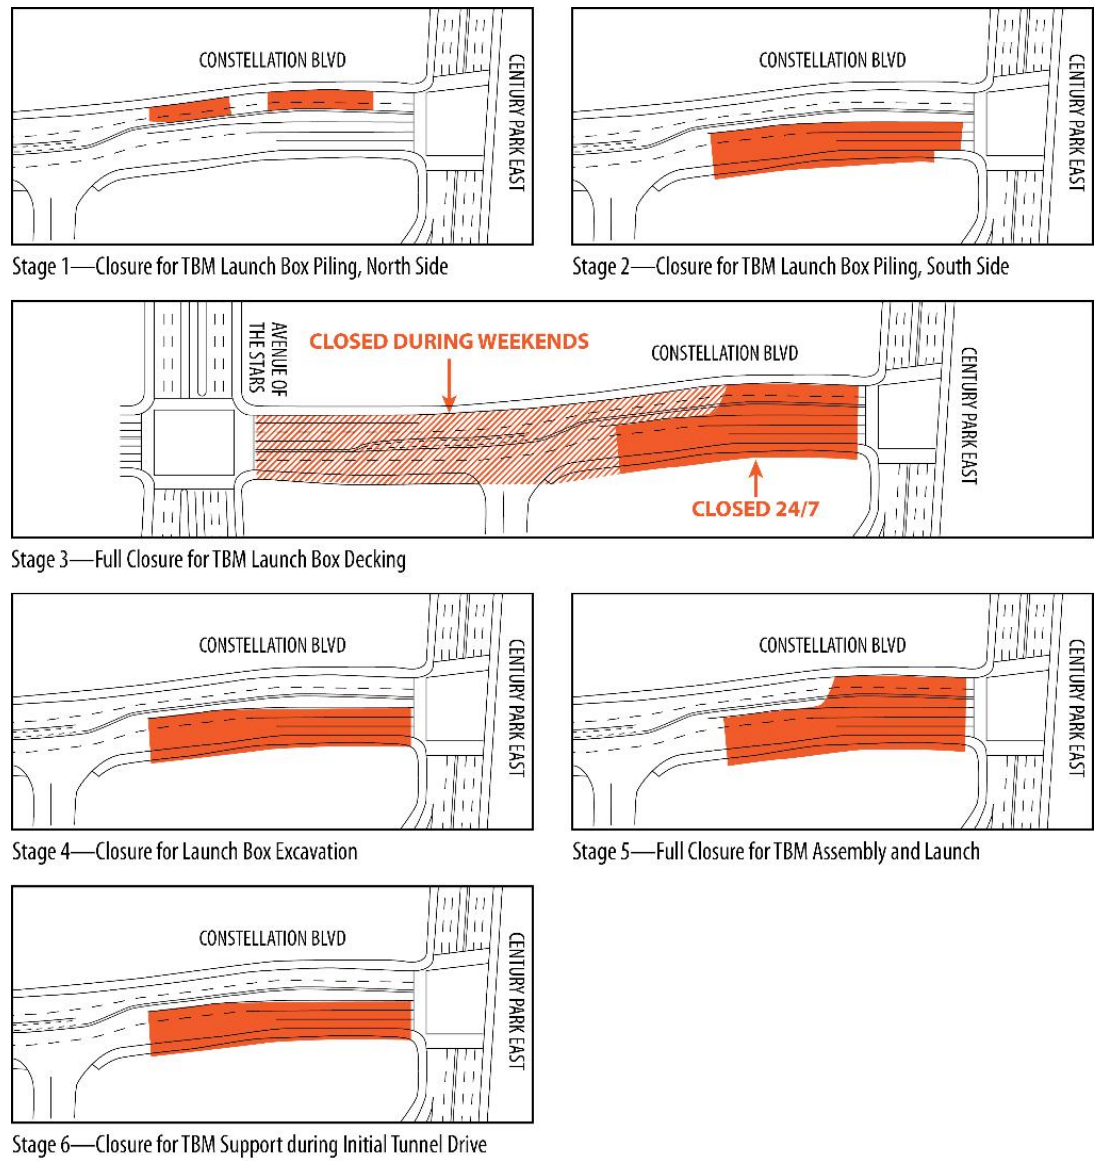 CONSTELLATION BLVD
CENTURY PARK EAST
Stage 1—Closure for TBM Launch Box Piling, North Side
CONSTELLATION BLVD
CENTURY PARK EAST
Stage 2—Closure for TBM Launch Box Piling, South Side
AVENUE OF
THE STARS
CLOSED DURING WEEKENDS
CONSTELLATION BLVD
CENTURY PARK EAST
CLOSED 24/7
Stage 3—Full Closure for TBM Launch Box Decking
CONSTELLATION BLVD
CENTURY PARK EAST
Stage 4—Closure for Launch Box Excavation
CONSTELLATION BLVD
CENTURY PARK EAST
Stage 5—Full Closure for TBM Assembly and Launch
CONSTELLATION BLVD
CENTURY PARK EAST
Stage 6—Closure for TBM Support during Initial Tunnel Drive